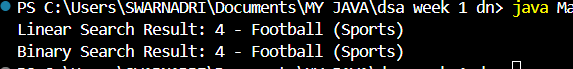 PS C:\Users\SWARNADRI\Documents\MY JAVA\dsa week 1 dn> java Ma
Linear Search Result: 4 - Football (Sports)
Binary Search Result: 4 - Football (Sports)